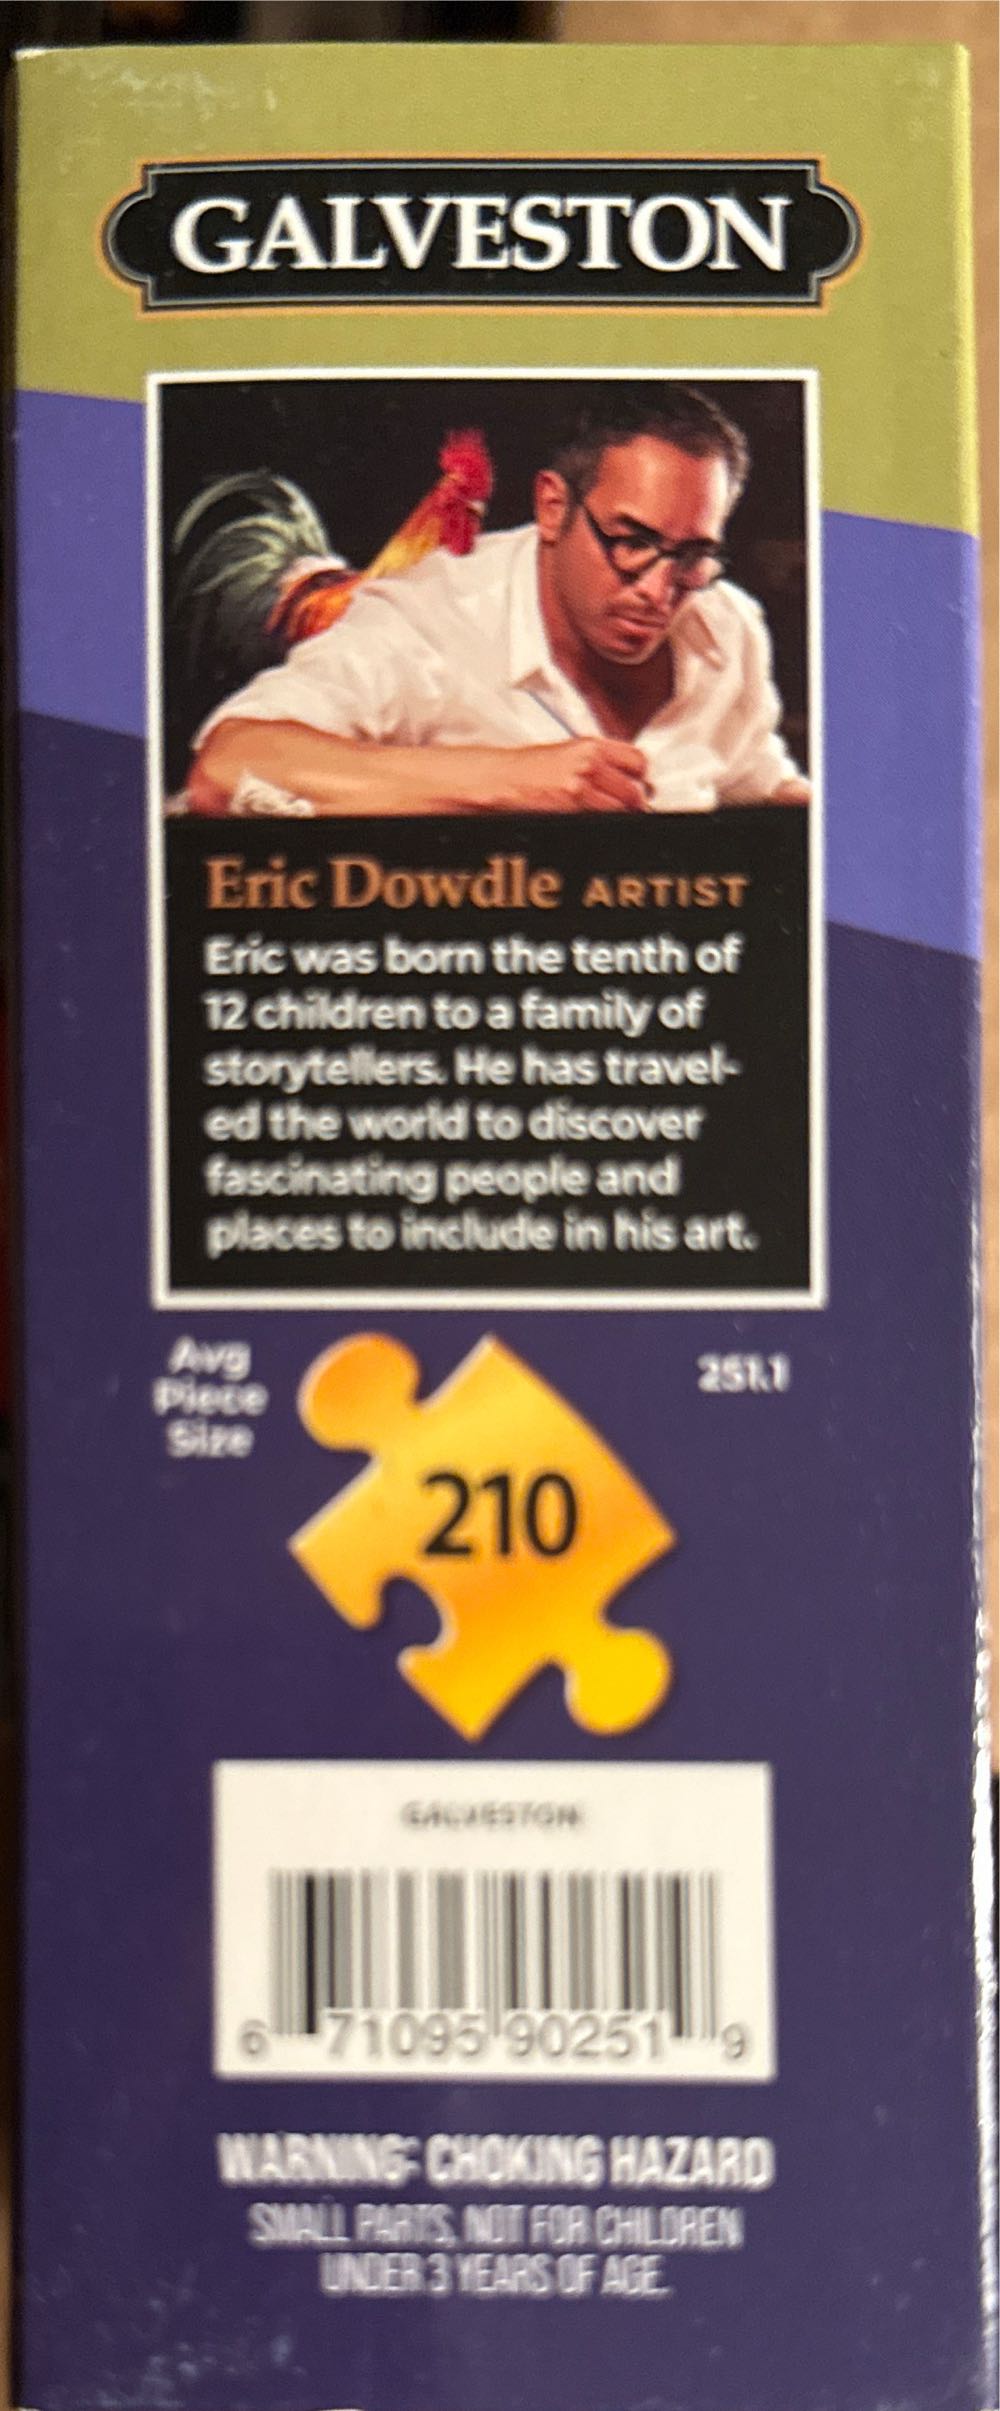 GALVESTON
Eric Dowdle ARTIST
Eric was born the tenth of
12 children to a family of
storytellers. He has travel-
ed the world to discover
fascinating people and
places to include in his art.
Avg
Piece
Size
251.1
210
GALVESTON
6 71095 90251 9
WARNING: CHOKING HAZARD
SMALL PARTS, NOT FOR CHILDREN
UNDER 3 YEARS OF AGE.